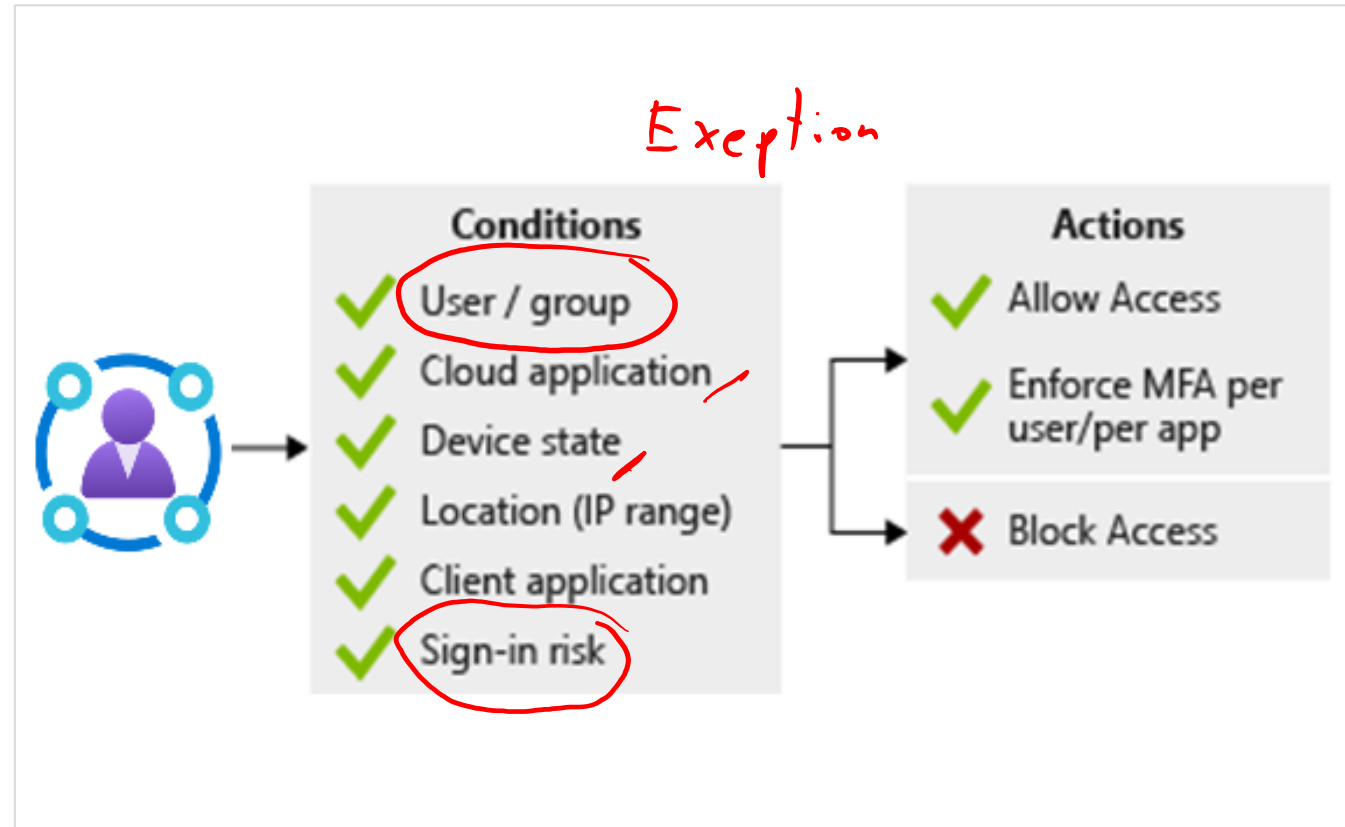 Exeption
Conditions
User / group
Cloud application
Device state
Location (IP range)
Client application
Sign-in risk
Actions
Allow Access
Enforce MFA per
user/per app
Block Access